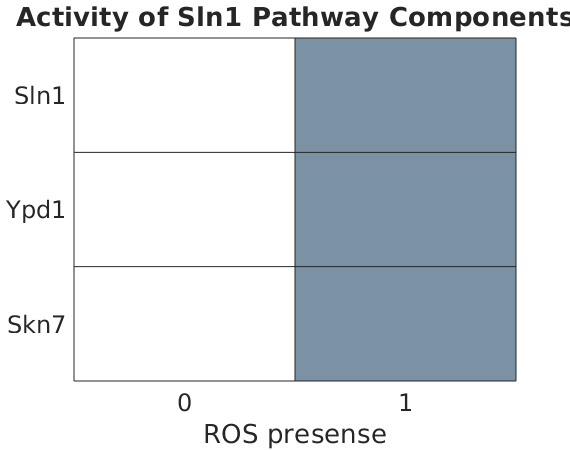 Activity of Sln1 Pathway Components
Sln1
Ypd1
Skn7
0 1
ROS presense